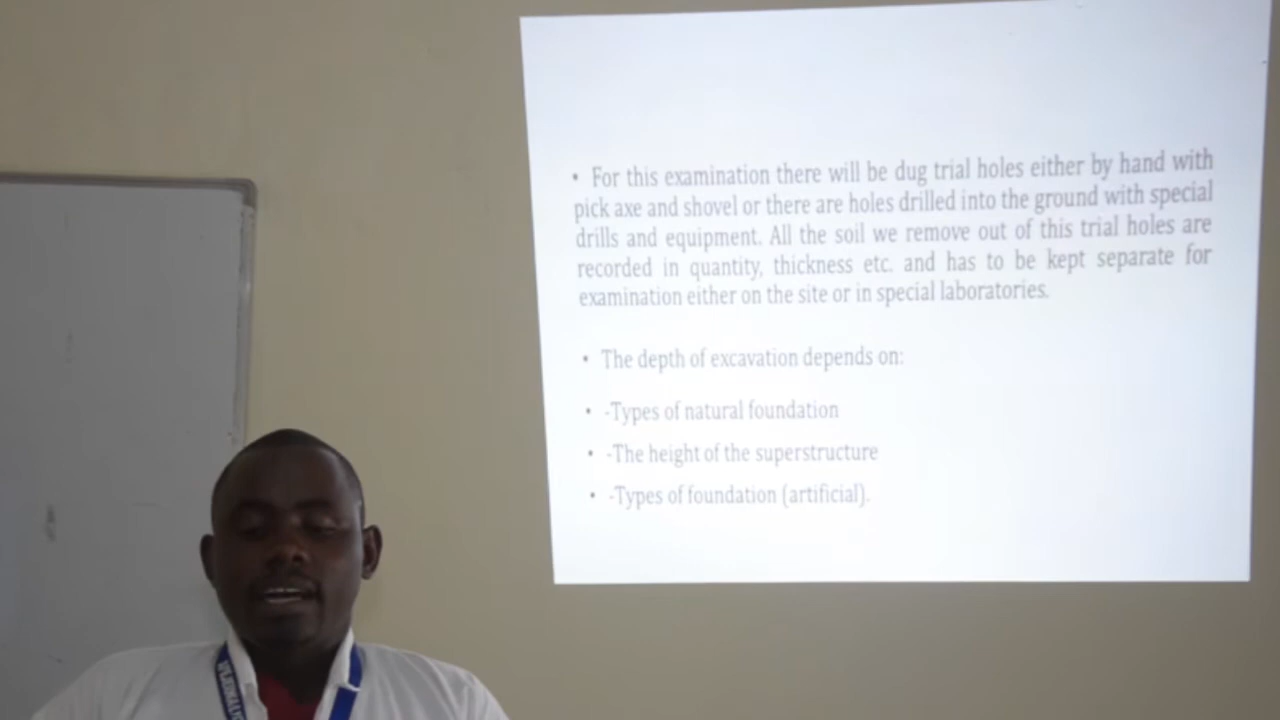 • For this examination there will be dug trial holes either by hand with
pick axe and shovel or there are holes drilled into the ground with special
drills and equipment. All the soil we remove out of this trial holes are
recorded in quantity, thickness etc. and has to be kept separate for
examination either on the site or in special laboratories.
• The depth of excavation depends on:
• -Types of natural foundation
• -The height of the superstructure
• -Types of foundation (artificial).